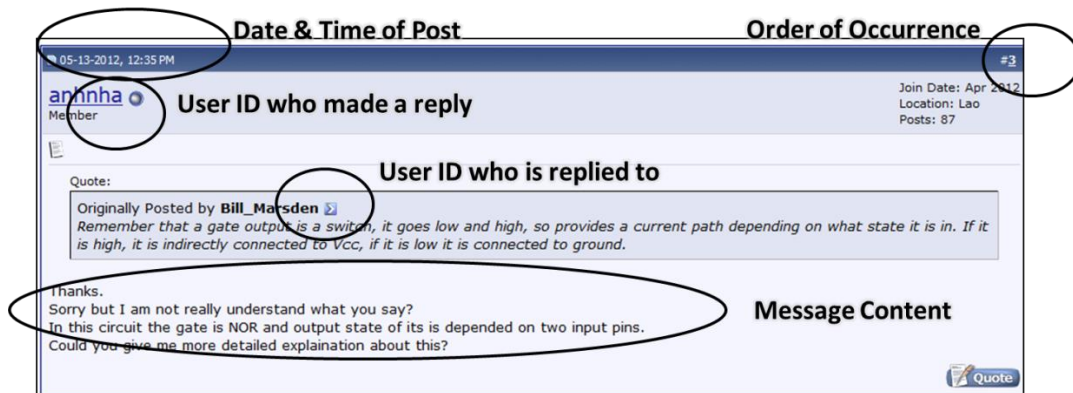 Date & Time of Post
Order of Occurrence
05-13-2012, 12:35 PM
#3
anhnha
User ID who made a reply
Member
Join Date: Apr 2012
Location: Lao
Posts: 87
User ID who is replied to
Quote:
Originally Posted by Bill_Marsden
Remember that a gate output is a switch, it goes low and high, so provides a current path depending on what state it is in. If it
is high, it is indirectly connected to Vcc, if it is low it is connected to ground.
Thanks.
Sorry but I am not really understand what you say?
In this circuit the gate is NOR and output state of its is depended on two input pins.
Could you give me more detailed explaination about this?
Message Content
Quote